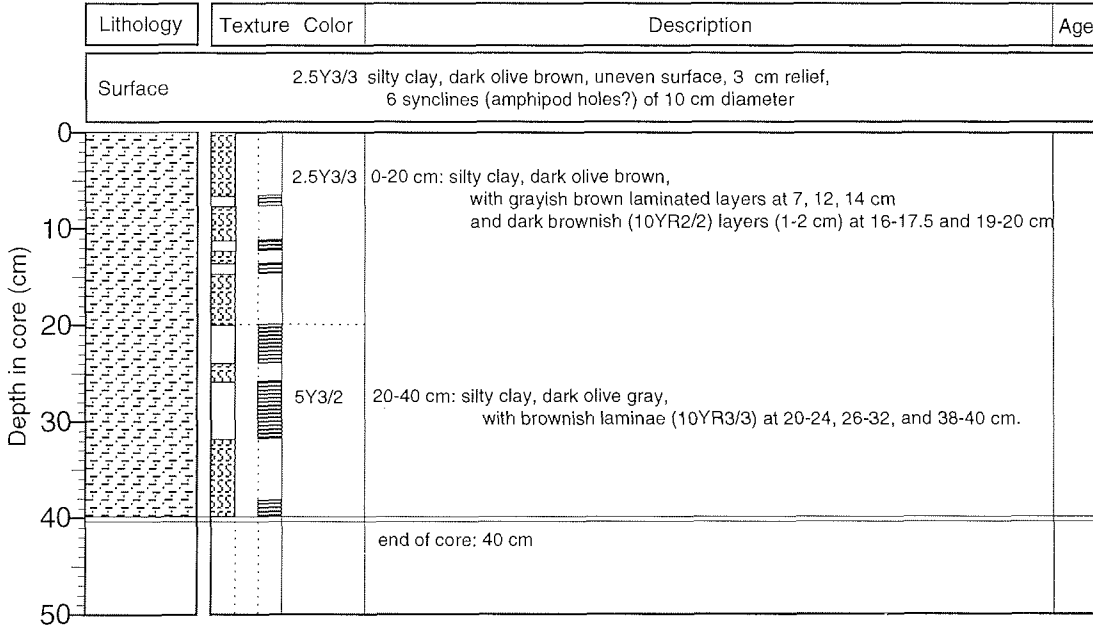 Lithology Texture Color Description Age
Surface
2.5Y3/3 silty clay, dark olive brown, uneven surface, 3 cm relief,
6 synclines (amphipod holes?) of 10 cm diameter
Depth in core (cm)
0
10
20
30
40
50
2.5Y3/3 0-20 cm: silty clay, dark olive brown,
with grayish brown laminated layers at 7, 12, 14 cm
and dark brownish (10YR2/2) layers (1-2 cm) at 16-17.5 and 19-20 cm
5Y3/2 20-40 cm: silty clay, dark olive gray,
with brownish laminae (10YR3/3) at 20-24, 26-32, and 38-40 cm.
end of core: 40 cm